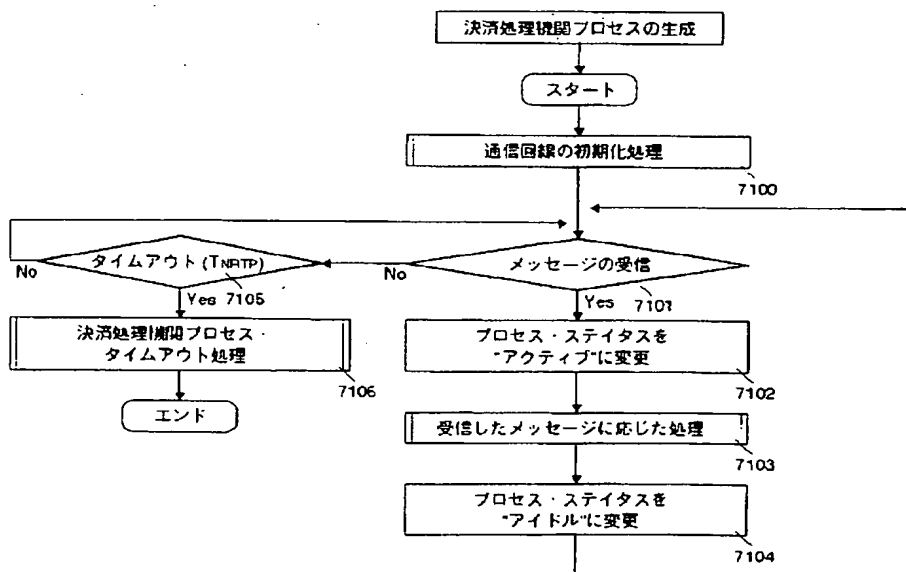 決済処理機関プロセスの生成
スタート
通信回線の初期化処理
7100
メッセージの受信
7101
No
Yes
タイムアウト (TNRTP)
7105
No
Yes
決済処理機関プロセス・
タイムアウト処理
7106
エンド
プロセス・ステイタスを
"アクティブ"に変更
7102
受信したメッセージに応じた処理
7103
プロセス・ステイタスを
"アイドル"に変更
7104